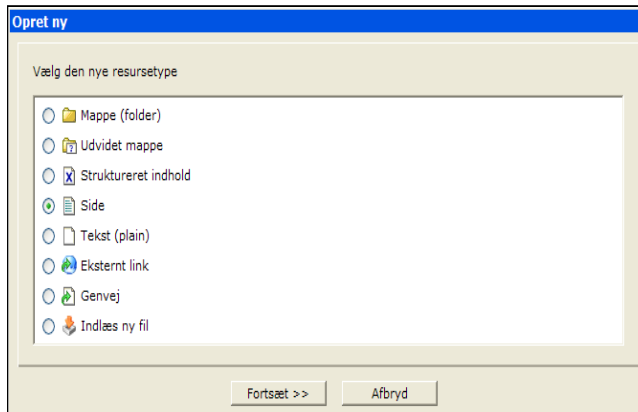 Opret ny
Vælg den nye resursetype
Mappe (folder)
Udvidet mappe
Struktureret indhold
Side
Tekst (plain)
Eksternt link
Genvej
Indlæs ny fil
Fortsæt >> Afbryd